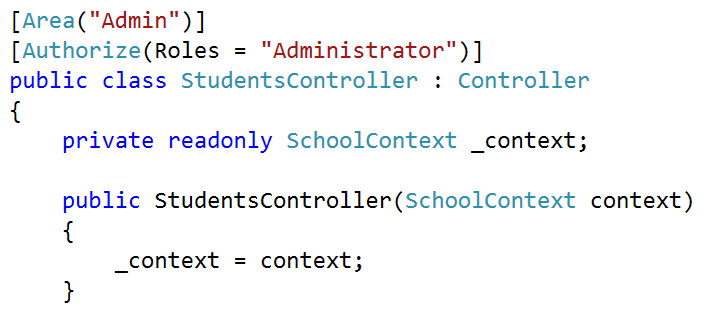 [Area("Admin")]
[Authorize(Roles = "Administrator")]
public class StudentsController : Controller
{
    private readonly SchoolContext _context;

    public StudentsController(SchoolContext context)
    {
        _context = context;
    }